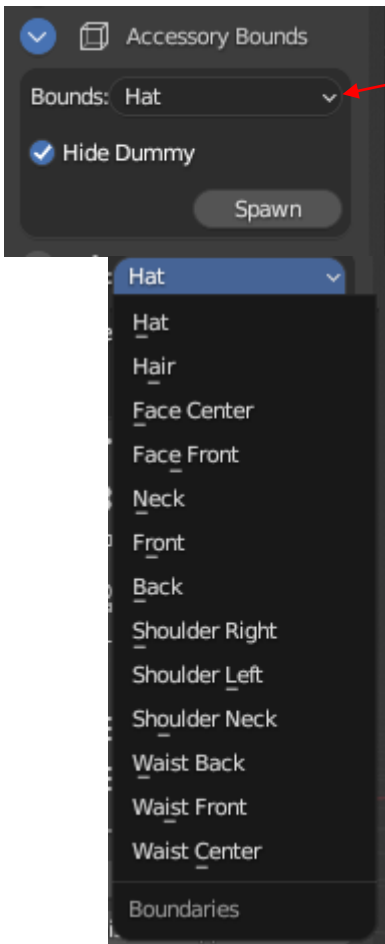 Accessory Bounds
Bounds: Hat
Hide Dummy
Spawn
Hat
Hat
Hair
Face Center
Face Front
Neck
Front
Back
Shoulder Right
Shoulder Left
Shoulder Neck
Waist Back
Waist Front
Waist Center
Boundaries